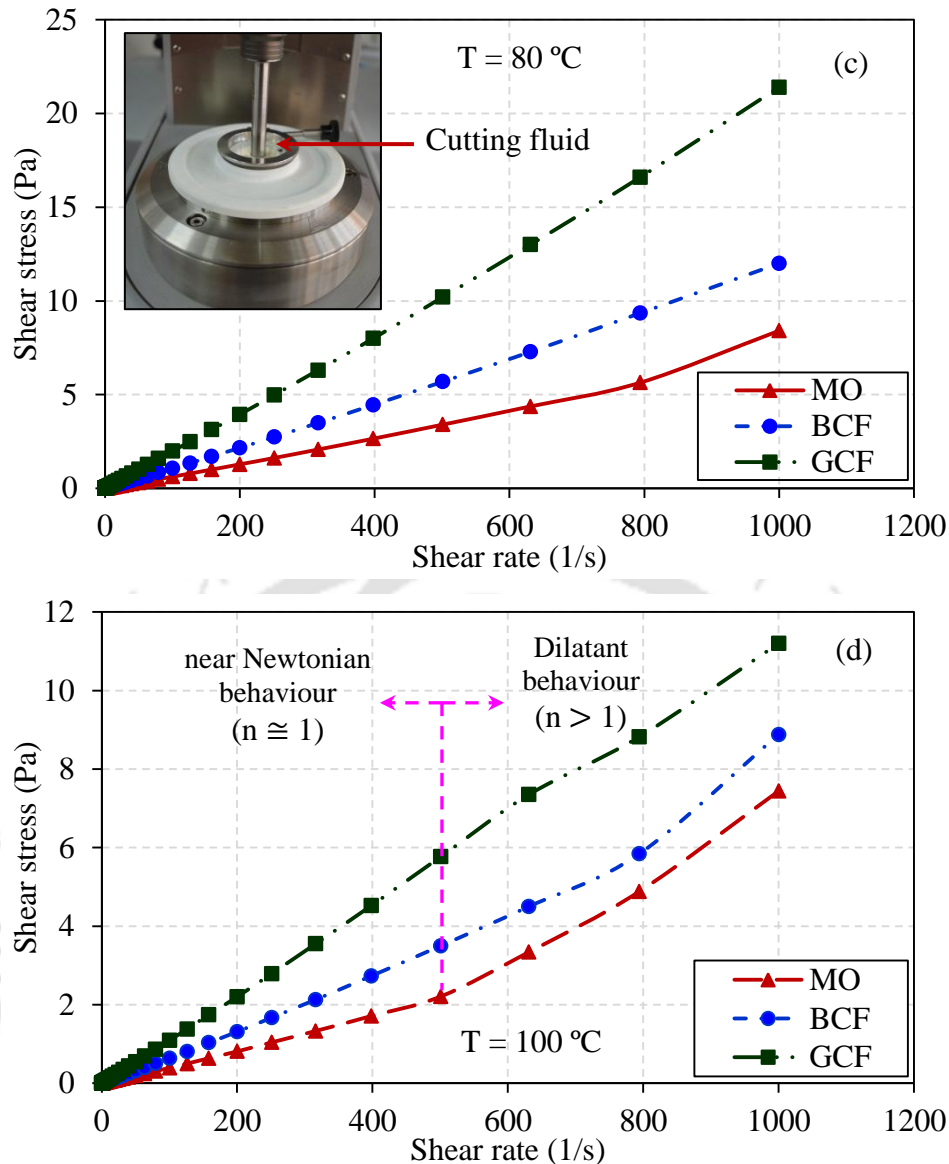 25
20
15
10
5
0
Shear stress (Pa)
T = 80 ºC
(c)
Cutting fluid
MO
BCF
GCF
0 200 400 600 800 1000 1200
Shear rate (1/s)
12
10
8
6
4
2
0
Shear stress (Pa)
near Newtonian
behaviour
(n ≅ 1)
Dilatant
behaviour
(n > 1)
(d)
T = 100 ºC
MO
BCF
GCF
0 200 400 600 800 1000 1200
Shear rate (1/s)